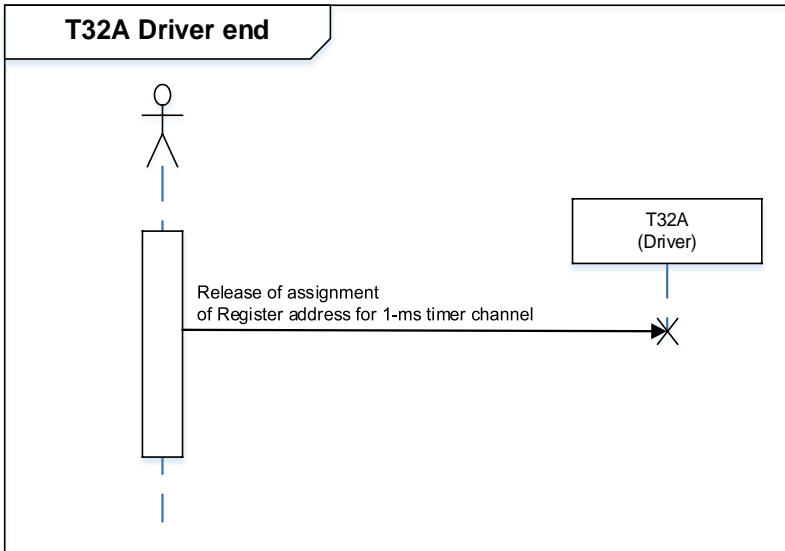 T32A Driver end
T32A
(Driver)
Release of assignment
of Register address for 1-ms timer channel